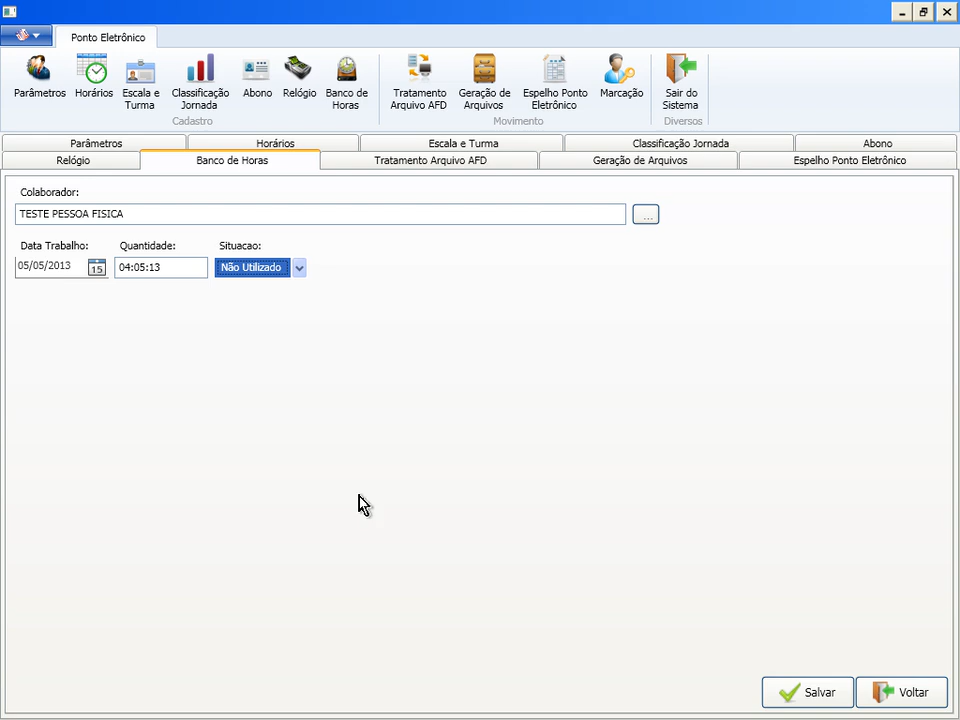 Ponto Eletrônico
Parâmetros
Horários
Escala e
Turma
Classificação
Jornada
Abono
Relógio
Banco de
Horas
Cadastro
Tratamento
Arquivo AFD
Geração de
Arquivos
Espelho Ponto
Eletrônico
Marcação
Movimento
Sair do
Sistema
Diversos
Parâmetros Horários Escala e Turma Classificação Jornada Abono
Relógio Banco de Horas Tratamento Arquivo AFD Geração de Arquivos Espelho Ponto Eletrônico
Colaborador:
TESTE PESSOA FISICA ...
Data Trabalho: Quantidade: Situacao:
05/05/2013 15 04:05:13 Não Utilizado
Salvar Voltar